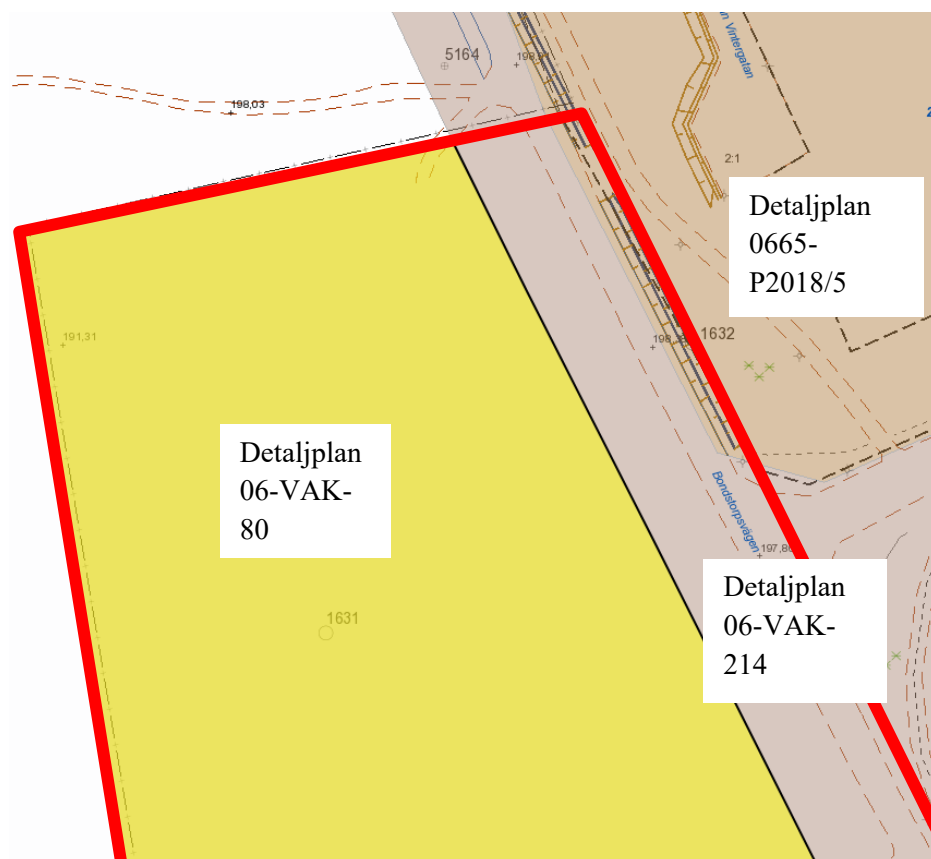 5164
198,03
Vintergatan
2:1
Detaljplan
0665-
P2018/5
191,31
1632
Detaljplan
06-VAK-
80
Bondstorpsvägen
197,86
Detaljplan
06-VAK-
214
1631